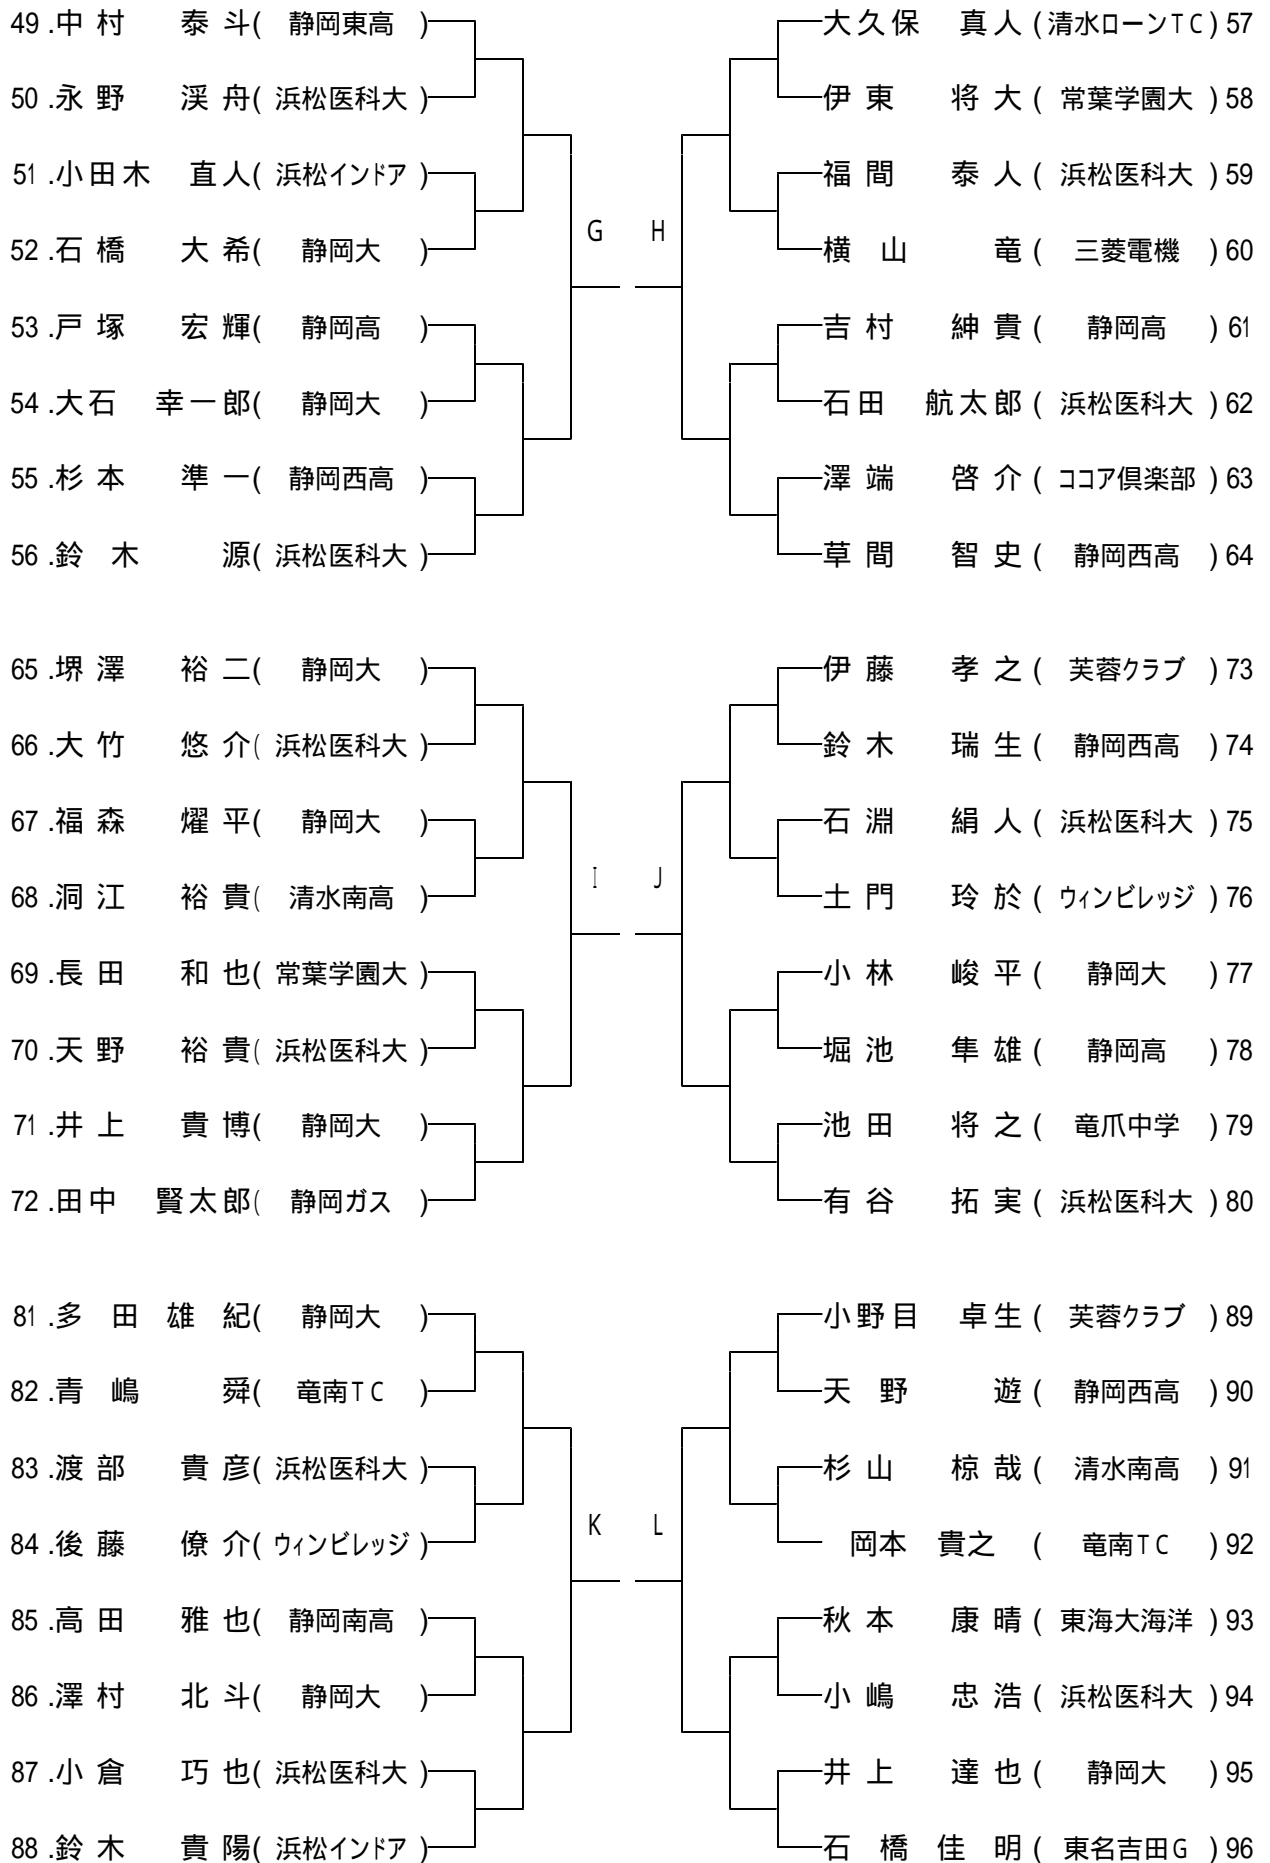 49 .中村 泰斗( 静岡東高 ) 大久保 真人 (清水ローンTC) 57
50 .永野 渓舟( 浜松医科大 ) 伊東 将大 ( 常葉学園大 ) 58
51 .小田木 直人( 浜松インドア ) 福間 泰人 ( 浜松医科大 ) 59
52 .石橋 大希( 静岡大 ) 横山 竜 ( 三菱電機 ) 60
G H
53 .戸塚 宏輝( 静岡高 ) 吉村 紳貴 ( 静岡高 ) 61
54 .大石 幸一郎( 静岡大 ) 石田 航太郎 ( 浜松医科大 ) 62
55 .杉本 準一( 静岡西高 ) 澤端 啓介 ( ココア倶楽部 ) 63
56 .鈴木 源( 浜松医科大 ) 草間 智史 ( 静岡西高 ) 64
65 .堺澤 裕二( 静岡大 ) 伊藤 孝之 ( 芙蓉クラブ ) 73
66 .大竹 悠介( 浜松医科大 ) 鈴木 瑞生 ( 静岡西高 ) 74
67 .福森 燿平( 静岡大 ) 石淵 絹人 ( 浜松医科大 ) 75
68 .洞江 裕貴( 清水南高 ) 土門 玲於 ( ウィンビレッジ ) 76
I J
69 .長田 和也( 常葉学園大 ) 小林 峻平 ( 静岡大 ) 77
70 .天野 裕貴( 浜松医科大 ) 堀池 隼雄 ( 静岡高 ) 78
71 .井上 貴博( 静岡大 ) 池田 将之 ( 竜爪中学 ) 79
72 .田中 賢太郎( 静岡ガス ) 有谷 拓実 ( 浜松医科大 ) 80
81 .多田 雄紀( 静岡大 ) 小野目 卓生 ( 芙蓉クラブ ) 89
82 .青嶋 舜( 竜南TC ) 天野 遊 ( 静岡西高 ) 90
83 .渡部 貴彦( 浜松医科大 ) 杉山 椋哉 ( 清水南高 ) 91
84 .後藤 僚介( ウィンビレッジ ) 岡本 貴之 ( 竜南TC ) 92
K L
85 .高田 雅也( 静岡南高 ) 秋本 康晴 ( 東海大海洋 ) 93
86 .澤村 北斗( 静岡大 ) 小嶋 忠浩 ( 浜松医科大 ) 94
87 .小倉 巧也( 浜松医科大 ) 井上 達也 ( 静岡大 ) 95
88 .鈴木 貴陽( 浜松インドア ) 石橋 佳明 ( 東名吉田G ) 96